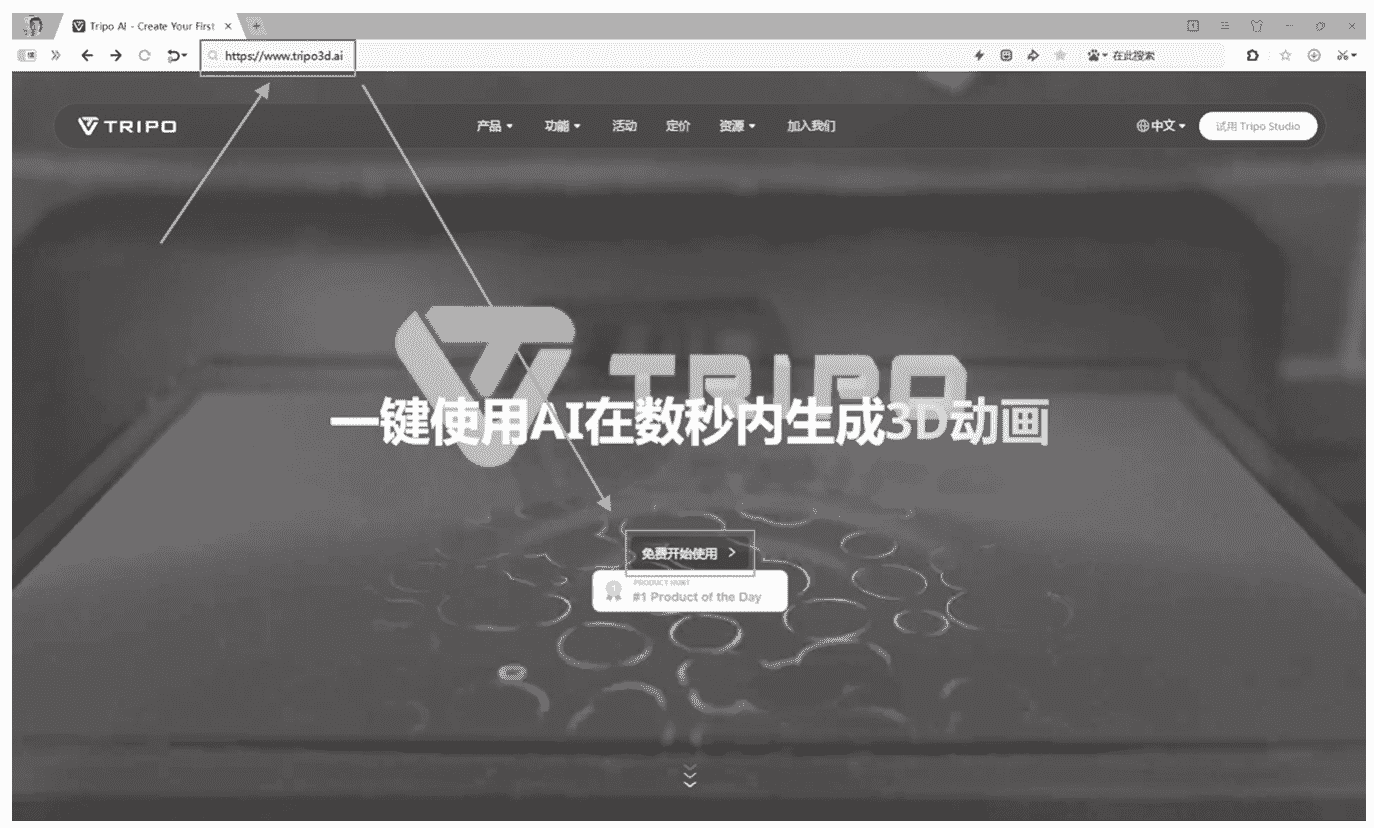 Tripo AI - Create Your First
https://www.tripo3d.ai
在此搜索
TRIPO
产品
功能
活动
定价
资源
加入我们
中文
试用 Tripo Studio
TRIPO
一键使用AI在数秒内生成3D动画
免费开始使用
PRODUCT HUNT
#1 Product of the Day